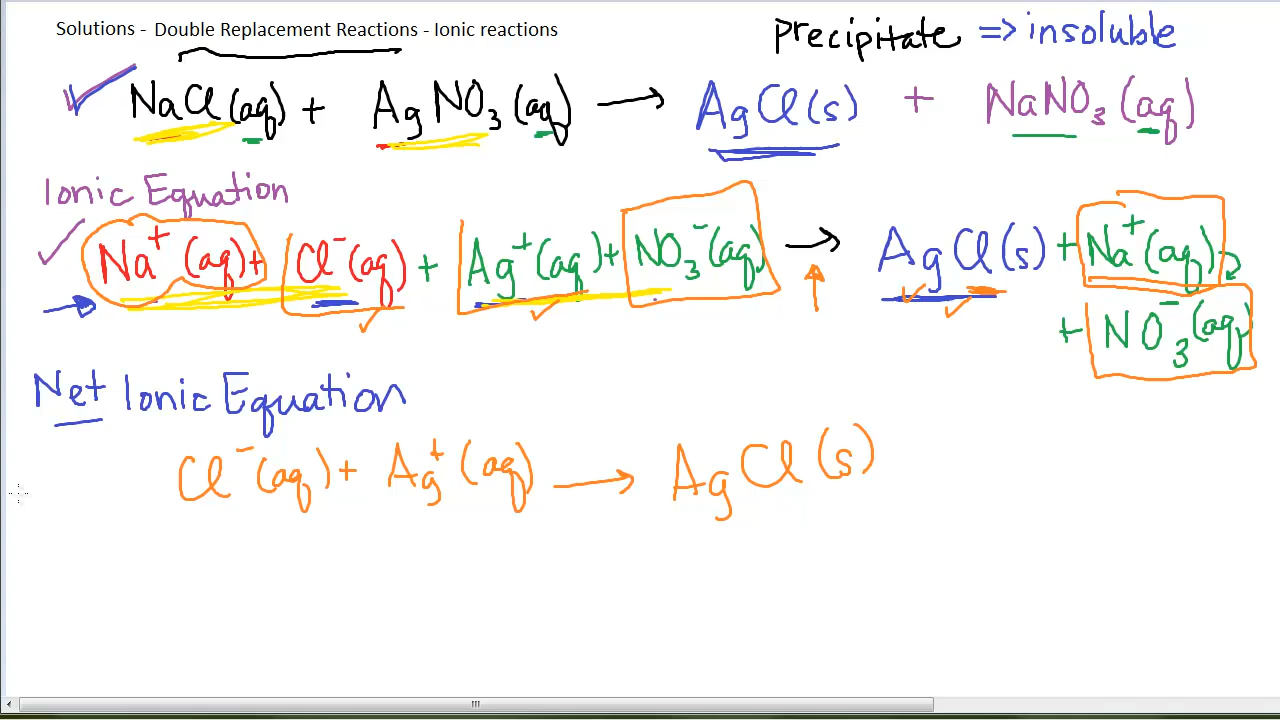 Solutions - Double Replacement Reactions - Ionic reactions
precipitate => insoluble
NaCl (aq) + AgNO₃ (aq) → AgCl (s) + NaNO₃ (aq)
Ionic Equation
Na⁺ (aq) + Cl⁻ (aq) + Ag⁺ (aq) + NO₃⁻ (aq) → AgCl (s) + Na⁺ (aq)
+ NO₃⁻ (aq)
Net Ionic Equation
Cl⁻ (aq) + Ag⁺ (aq) → AgCl (s)